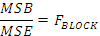 MSB/MSE = F_BLOCK